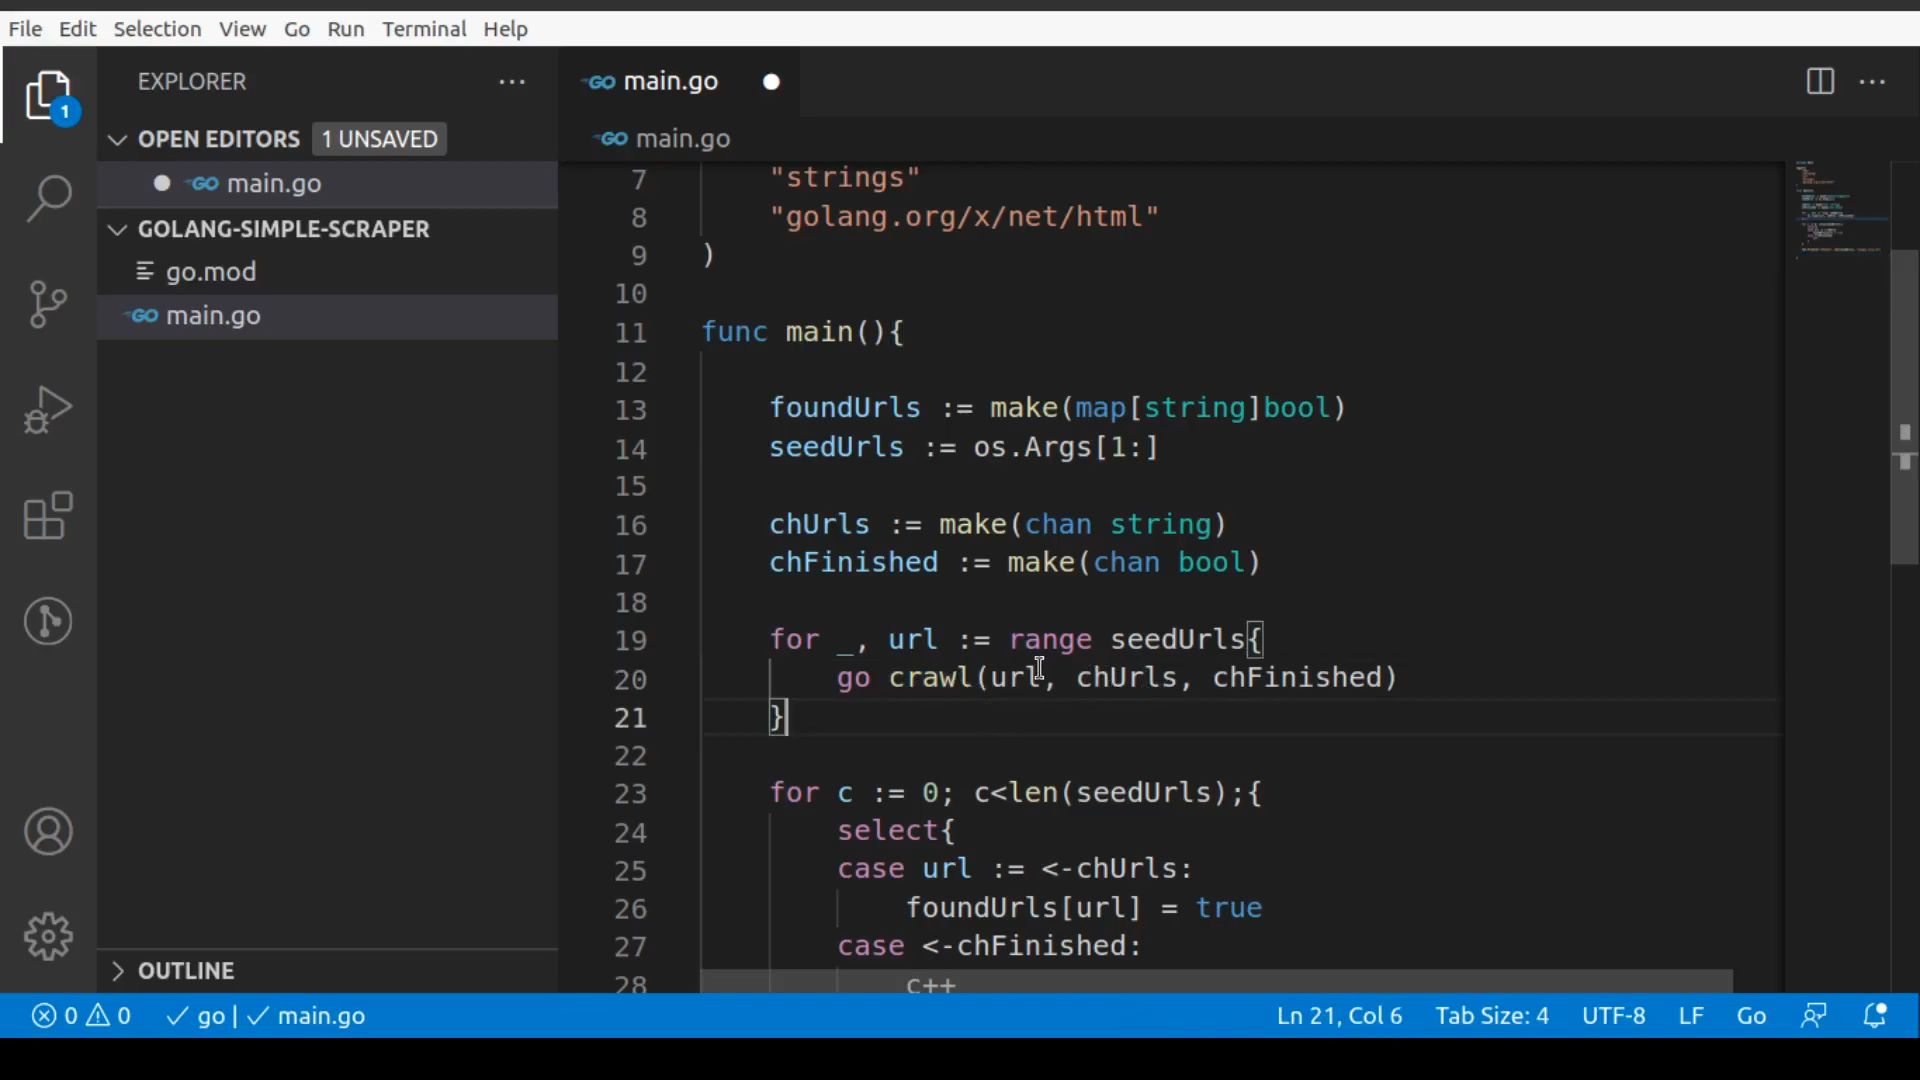 File Edit Selection View Go Run Terminal Help
EXPLORER
OPEN EDITORS 1 UNSAVED
GO main.go
GOLANG-SIMPLE-SCRAPER
go.mod
GO main.go
OUTLINE
1
GO main.go
GO main.go
7 "strings"
8 "golang.org/x/net/html"
9 )
10
11 func main(){
12
13 foundUrls := make(map[string]bool)
14 seedUrls := os.Args[1:]
15
16 chUrls := make(chan string)
17 chFinished := make(chan bool)
18
19 for _, url := range seedUrls{
20 go crawl(url, chUrls, chFinished)
21 }
22
23 for c := 0; c<len(seedUrls);{
24 select{
25 case url := <-chUrls:
26 foundUrls[url] = true
27 case <-chFinished:
28 c++
0 0 go | main.go Ln 21, Col 6 Tab Size: 4 UTF-8 LF Go